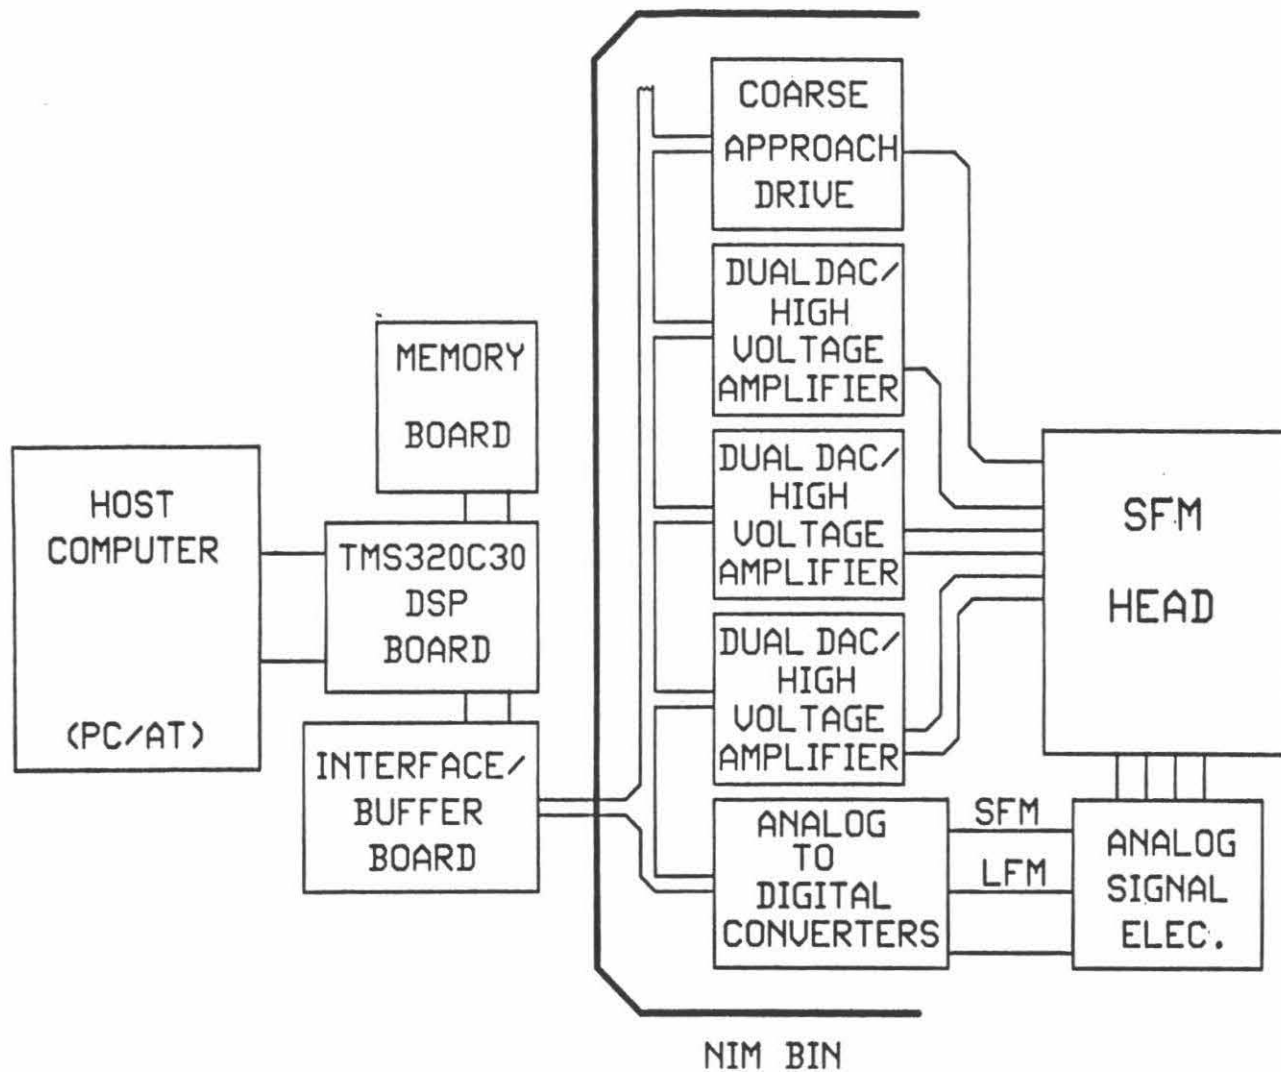 COARSE
APPROACH
DRIVE
DUAL DAC/
HIGH
VOLTAGE
AMPLIFIER
MEMORY
BOARD
DUAL DAC/
HIGH
VOLTAGE
AMPLIFIER
HOST
COMPUTER
(PC/AT)
TMS320C30
DSP
BOARD
SFM
HEAD
DUAL DAC/
HIGH
VOLTAGE
AMPLIFIER
INTERFACE/
BUFFER
BOARD
ANALOG
TO
DIGITAL
CONVERTERS
SFM
LFM
ANALOG
SIGNAL
ELEC.
NIM BIN